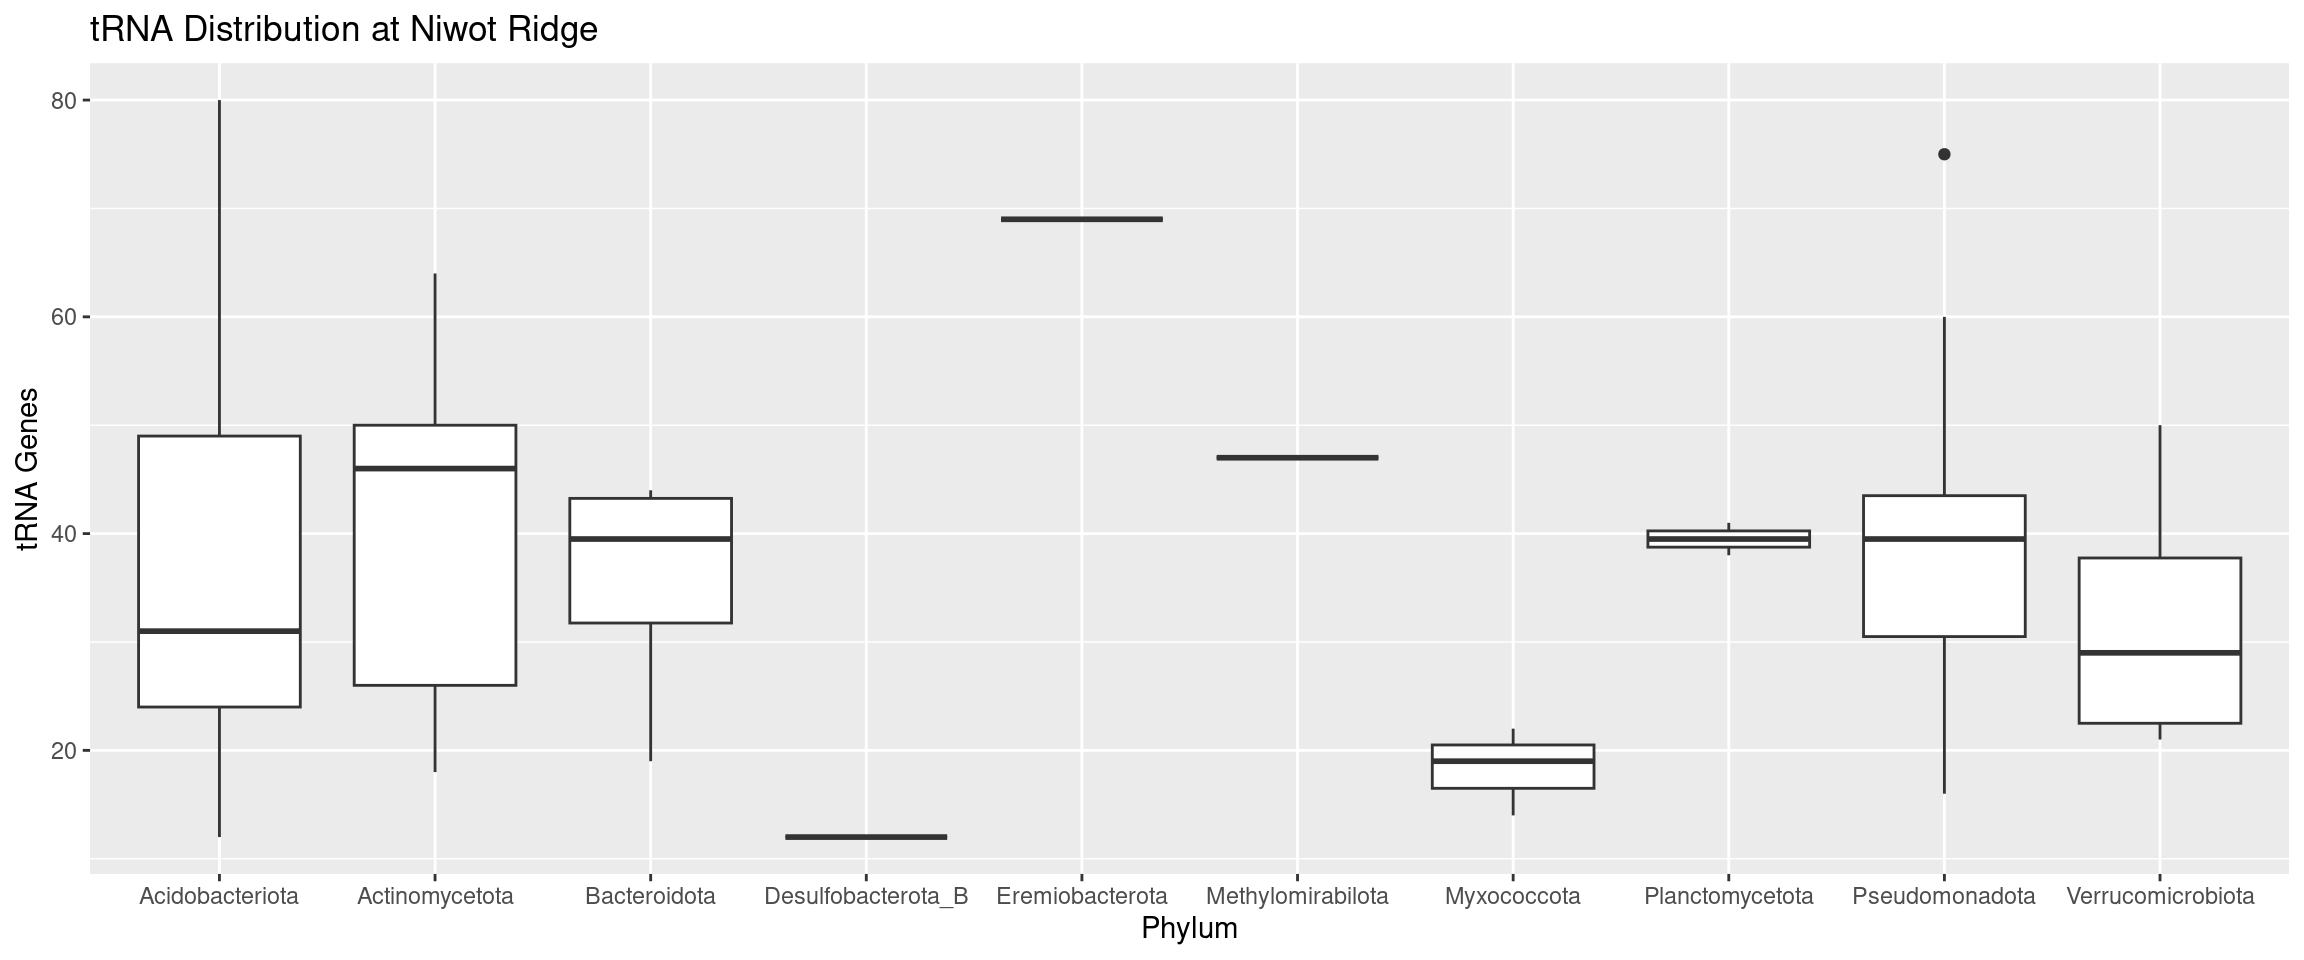 tRNA Distribution at Niwot Ridge
80
60
40
20
tRNA Genes
Acidobacteriota Actinomycetota Bacteroidota Desulfobacterota_B Eremiobacterota Methylomirabilota Myxococcota Planctomycetota Pseudomonadota Verrucomicrobiota
Phylum